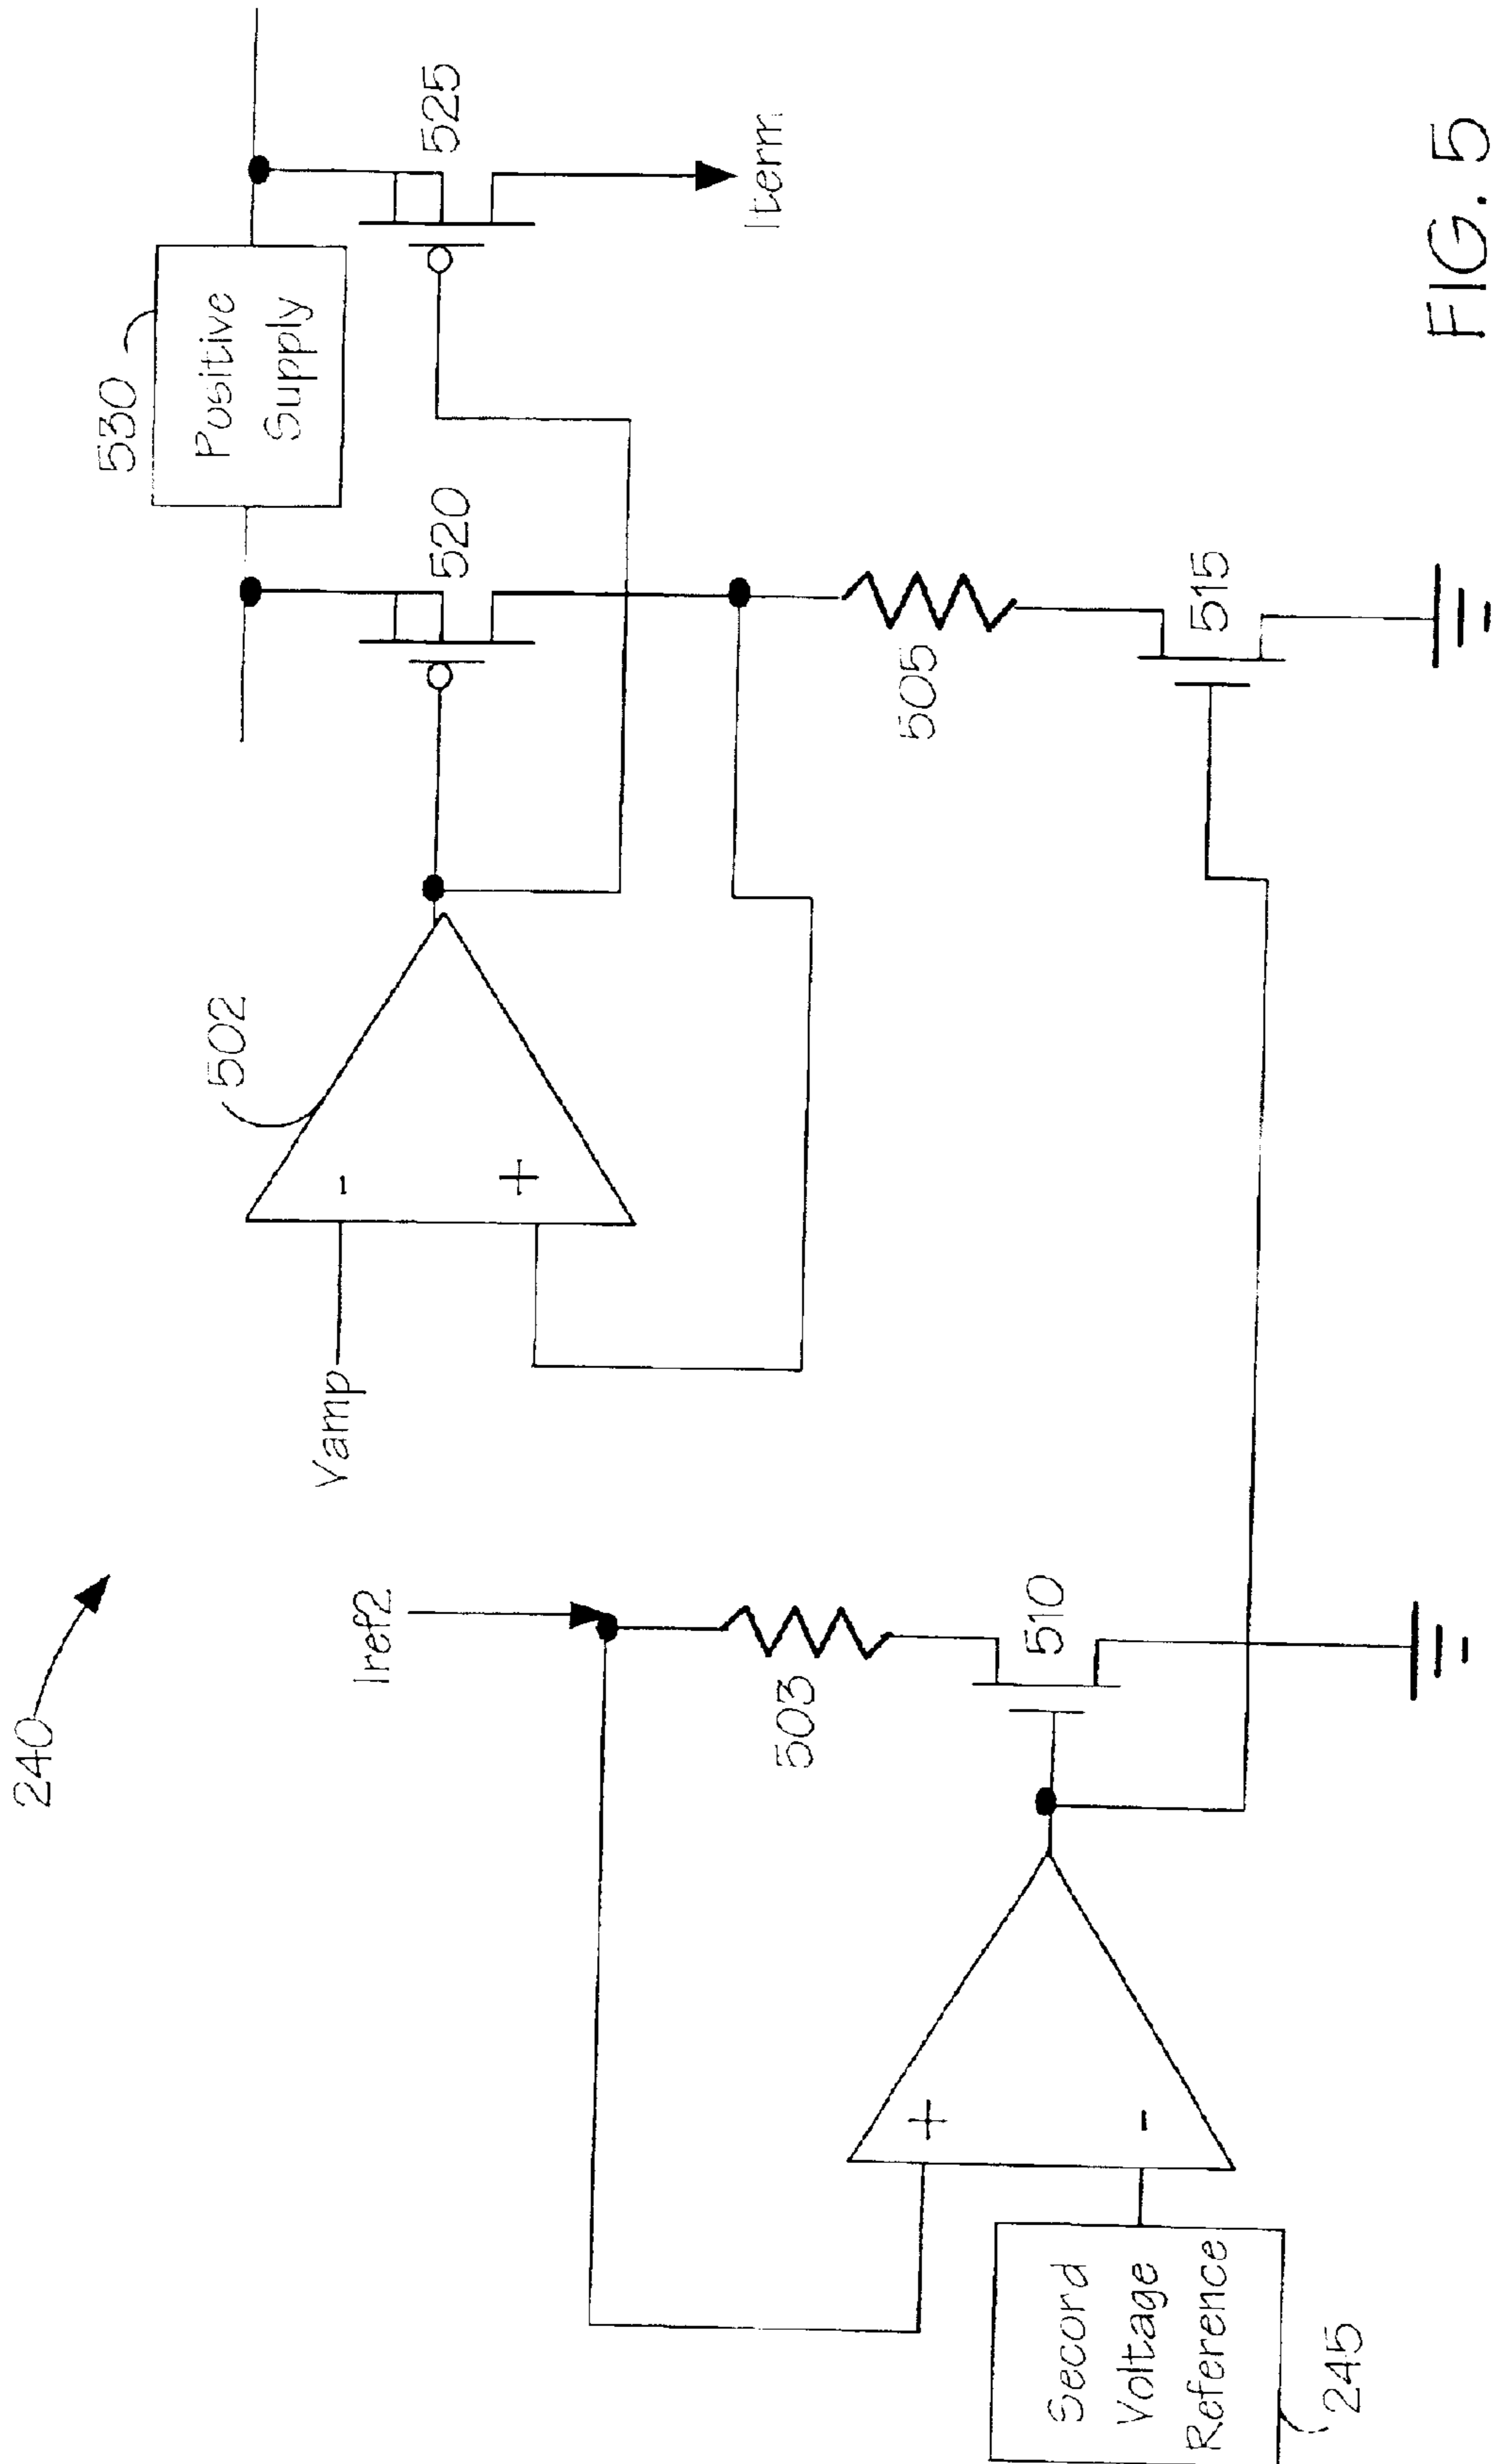 240
530
Positive
Supply
525
520
502
-
+
Vamp
Iterm
505
515
Iref2
503
510
+
-
Second
Voltage
Reference
245
FIG. 5